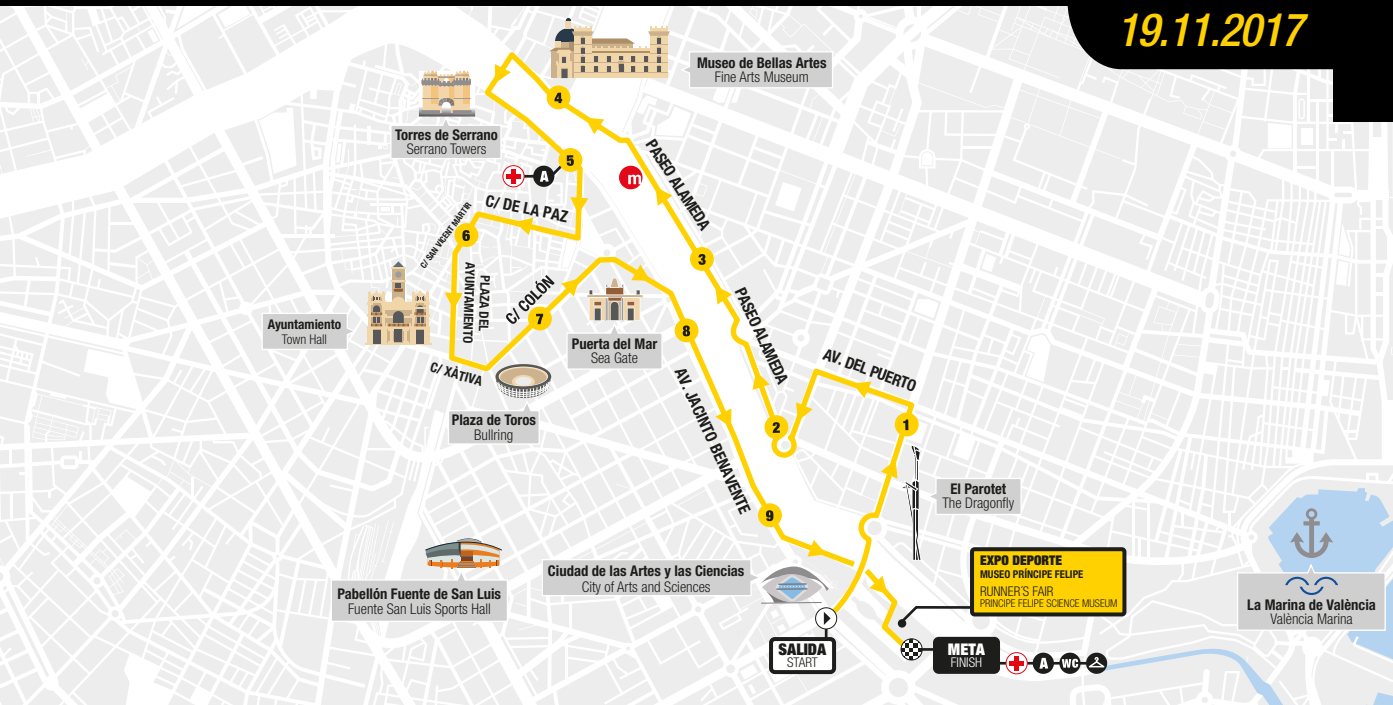 19.11.2017
Museo de Bellas Artes
Fine Arts Museum
4
Torres de Serrano
Serrano Towers
5
A
m
PASEO ALAMEDA
C/ DE LA PAZ
C/ SAN VICENT MÀRTIR
6
3
PLAZA DEL
AYUNTAMIENTO
C/ COLÓN
7
PASEO ALAMEDA
Ayuntamiento
Town Hall
Puerta del Mar
Sea Gate
8
AV. DEL PUERTO
C/ XÀTIVA
AV. JACINTO BENAVENTE
2
1
Plaza de Toros
Bullring
El Parotet
The Dragonfly
9
Pabellón Fuente de San Luis
Fuente San Luis Sports Hall
Ciudad de las Artes y las Ciencias
City of Arts and Sciences
EXPO DEPORTE
MUSEO PRÍNCIPE FELIPE
RUNNER'S FAIR
PRINCIPE FELIPE SCIENCE MUSEUM
La Marina de València
València Marina
SALIDA
START
META
FINISH
A
WC